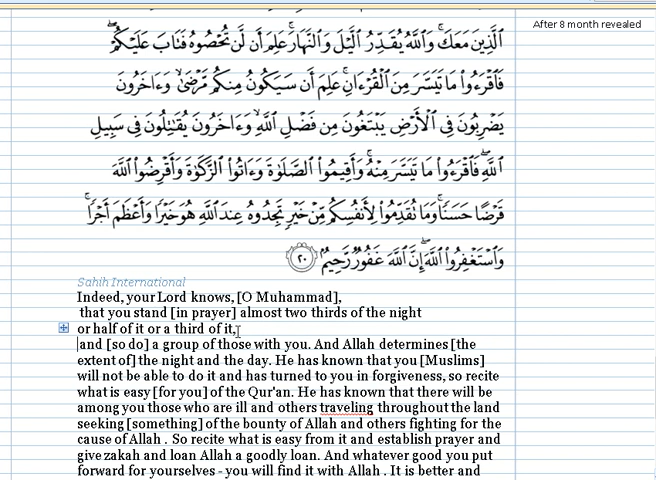 After 8 month revealed
ٱلَّذِينَ مَعَكَ ۚ وَٱللَّهُ يُقَدِّرُ ٱلَّيْلَ وَٱلنَّهَارَ ۚ عَلِمَ أَن لَّن تُحْصُوهُ فَتَابَ عَلَيْكُمْ ۖ
فَٱقْرَءُوا۟ مَا تَيَسَّرَ مِنَ ٱلْقُرْءَانِ ۚ عَلِمَ أَن سَيَكُونُ مِنكُم مَّرْضَىٰ ۙ وَءَاخَرُونَ
يَضْرِبُونَ فِى ٱلْأَرْضِ يَبْتَغُونَ مِن فَضْلِ ٱللَّهِ ۙ وَءَاخَرُونَ يُقَـٰتِلُونَ فِى سَبِيلِ
ٱللَّهِ ۖ فَٱقْرَءُوا۟ مَا تَيَسَّرَ مِنْهُ ۚ وَأَقِيمُوا۟ ٱلصَّلَوٰةَ وَءَاتُوا۟ ٱلزَّكَوٰةَ وَأَقْرِضُوا۟ ٱللَّهَ
قَرْضًا حَسَنًا ۚ وَمَا تُقَدِّمُوا۟ لِأَنفُسِكُم مِّنْ خَيْرٍ تَجِدُوهُ عِندَ ٱللَّهِ هُوَ خَيْرًا وَأَعْظَمَ أَجْرًا ۚ
وَٱسْتَغْفِرُوا۟ ٱللَّهَ ۖ إِنَّ ٱللَّهَ غَفُورٌ رَّحِيمٌۢ ٢٠
Sahih International
Indeed, your Lord knows, [O Muhammad],
that you stand [in prayer] almost two thirds of the night
or half of it or a third of it,
and [so do] a group of those with you. And Allah determines [the
extent of] the night and the day. He has known that you [Muslims]
will not be able to do it and has turned to you in forgiveness, so recite
what is easy [for you] of the Qur'an. He has known that there will be
among you those who are ill and others traveling throughout the land
seeking [something] of the bounty of Allah and others fighting for the
cause of Allah . So recite what is easy from it and establish prayer and
give zakah and loan Allah a goodly loan. And whatever good you put
forward for yourselves - you will find it with Allah . It is better and